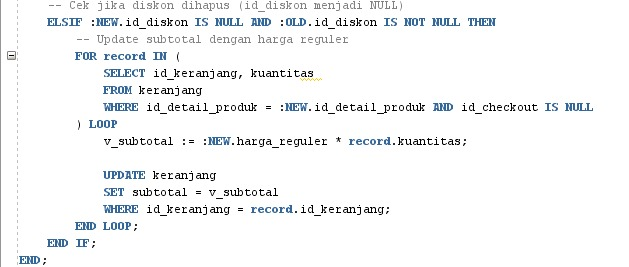 -- Cek jika diskon dihapus (id_diskon menjadi NULL)
ELSIF :NEW.id_diskon IS NULL AND :OLD.id_diskon IS NOT NULL THEN
-- Update subtotal dengan harga reguler
FOR record IN (
SELECT id_keranjang, kuantitas
FROM keranjang
WHERE id_detail_produk = :NEW.id_detail_produk AND id_checkout IS NULL
) LOOP
v_subtotal := :NEW.harga_reguler * record.kuantitas;
UPDATE keranjang
SET subtotal = v_subtotal
WHERE id_keranjang = record.id_keranjang;
END LOOP;
END IF;
END;